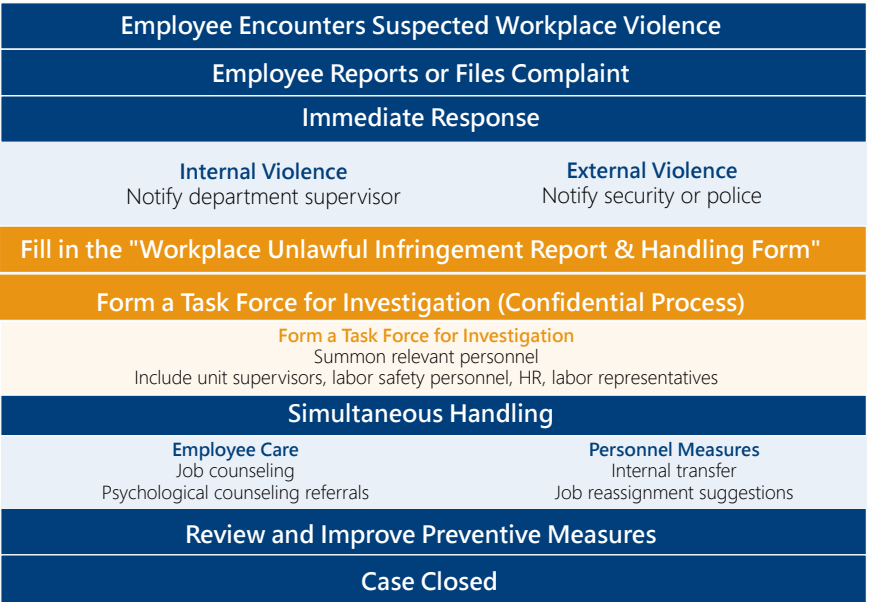 Employee Encounters Suspected Workplace Violence
Employee Reports or Files Complaint
Immediate Response
Internal Violence
Notify department supervisor
External Violence
Notify security or police
Fill in the "Workplace Unlawful Infringement Report & Handling Form"
Form a Task Force for Investigation (Confidential Process)
Form a Task Force for Investigation
Summon relevant personnel
Include unit supervisors, labor safety personnel, HR, labor representatives
Simultaneous Handling
Employee Care
Job counseling
Psychological counseling referrals
Personnel Measures
Internal transfer
Job reassignment suggestions
Review and Improve Preventive Measures
Case Closed